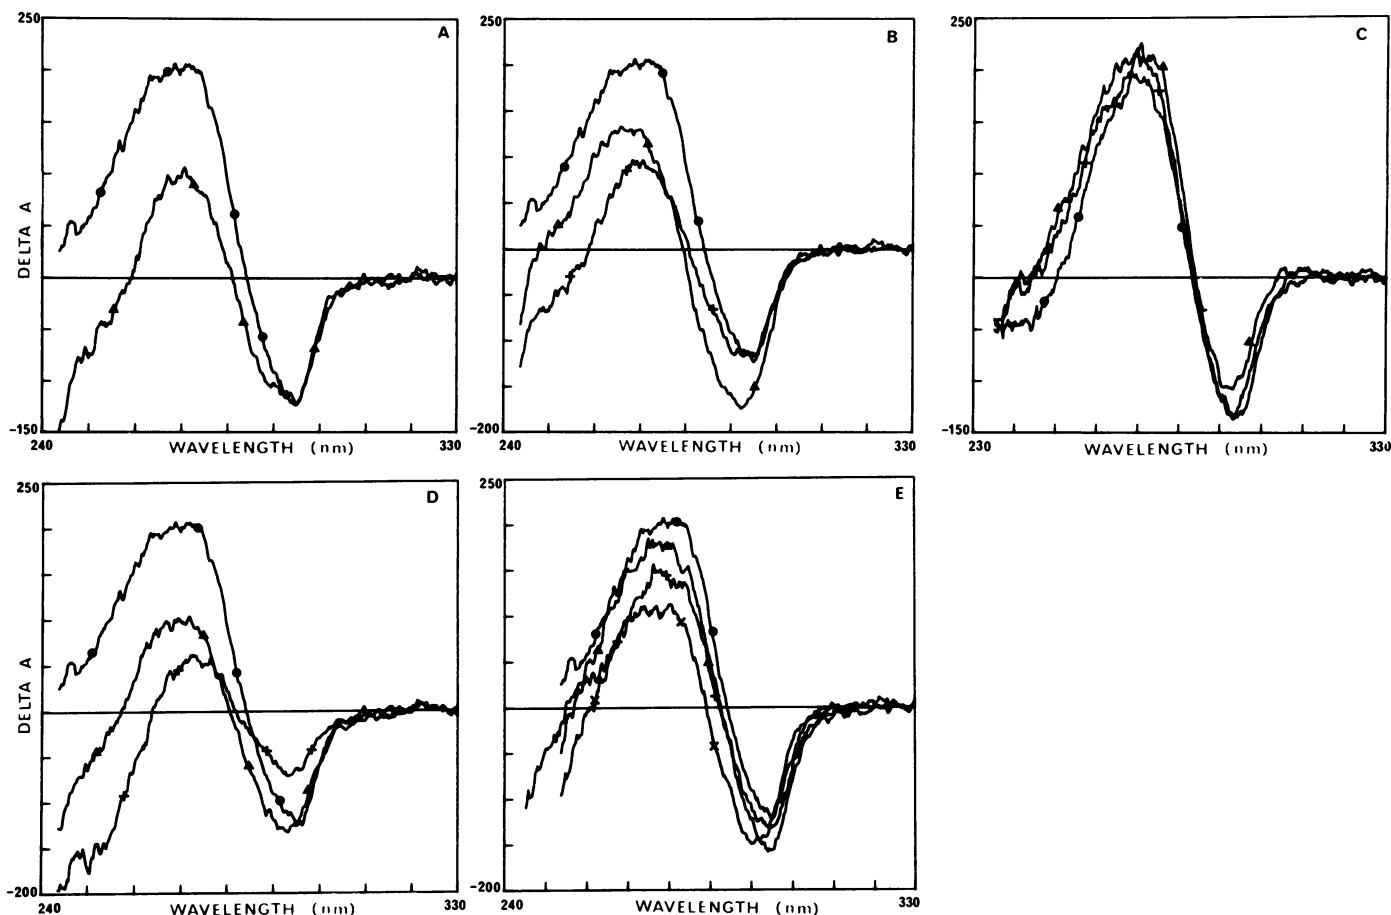 250 A
DELTA A
-150
240 WAVELENGTH (nm) 330
250 B
-200
240 WAVELENGTH (nm) 330
250 C
-150
230 WAVELENGTH (nm) 330
250 D
DELTA A
-200
240 WAVELENGTH (nm) 330
250 E
-200
240 WAVELENGTH (nm) 330